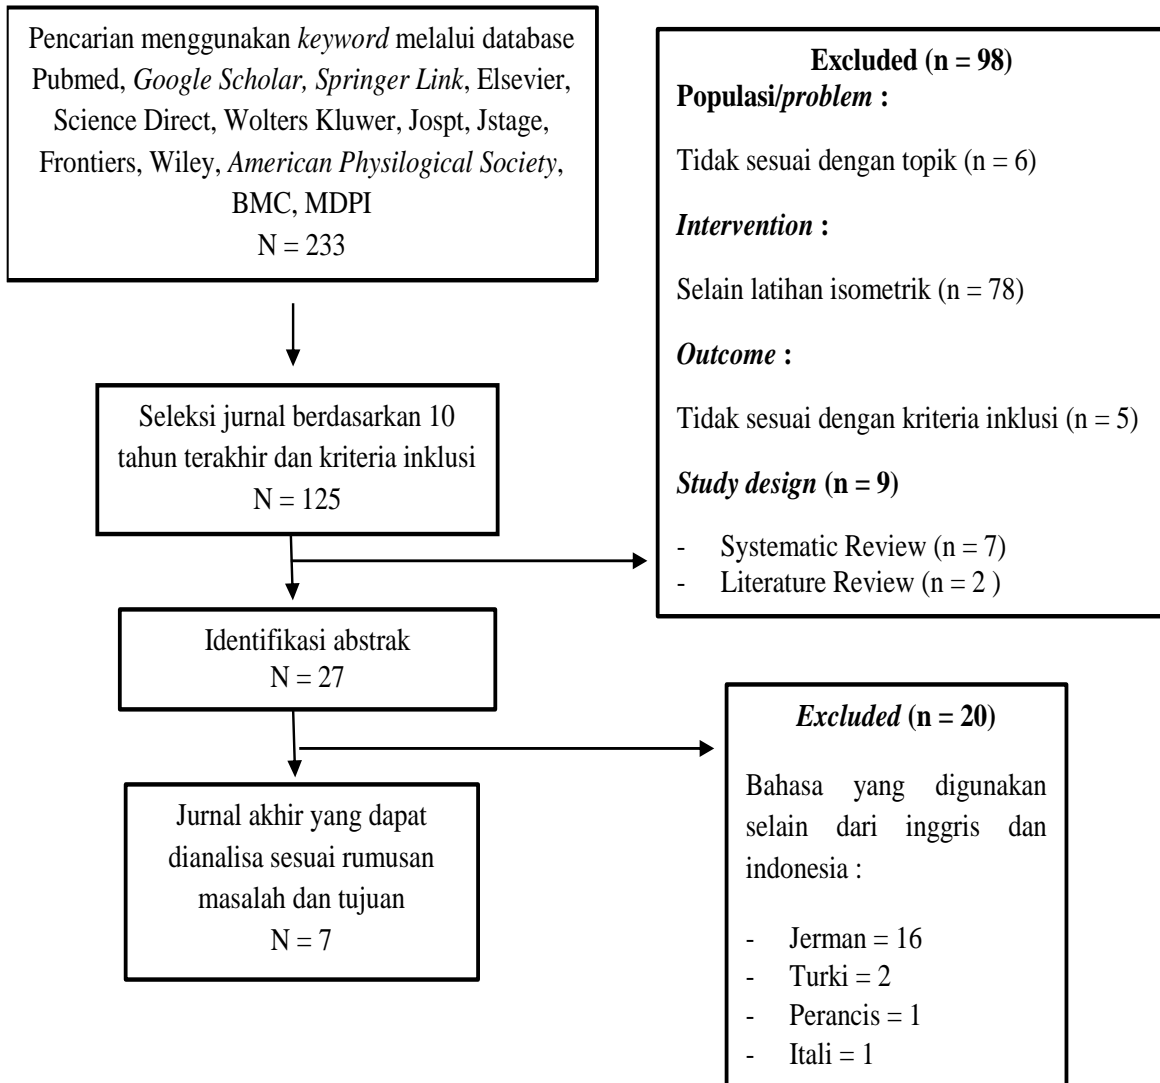 Pencarian menggunakan keyword melalui database
Pubmed, Google Scholar, Springer Link, Elsevier,
Science Direct, Wolters Kluwer, Jospt, Jstage,
Frontiers, Wiley, American Physilogical Society,
BMC, MDPI
N = 233
Excluded (n = 98)
Populasi/problem :
Tidak sesuai dengan topik (n = 6)
Intervention :
Selain latihan isometrik (n = 78)
Outcome :
Tidak sesuai dengan kriteria inklusi (n = 5)
Study design (n = 9)
- Systematic Review (n = 7)
- Literature Review (n = 2 )
Seleksi jurnal berdasarkan 10
tahun terakhir dan kriteria inklusi
N = 125
Identifikasi abstrak
N = 27
Excluded (n = 20)
Bahasa yang digunakan
selain dari inggris dan
indonesia :
- Jerman = 16
- Turki = 2
- Perancis = 1
- Itali = 1
Jurnal akhir yang dapat
dianalisa sesuai rumusan
masalah dan tujuan
N = 7